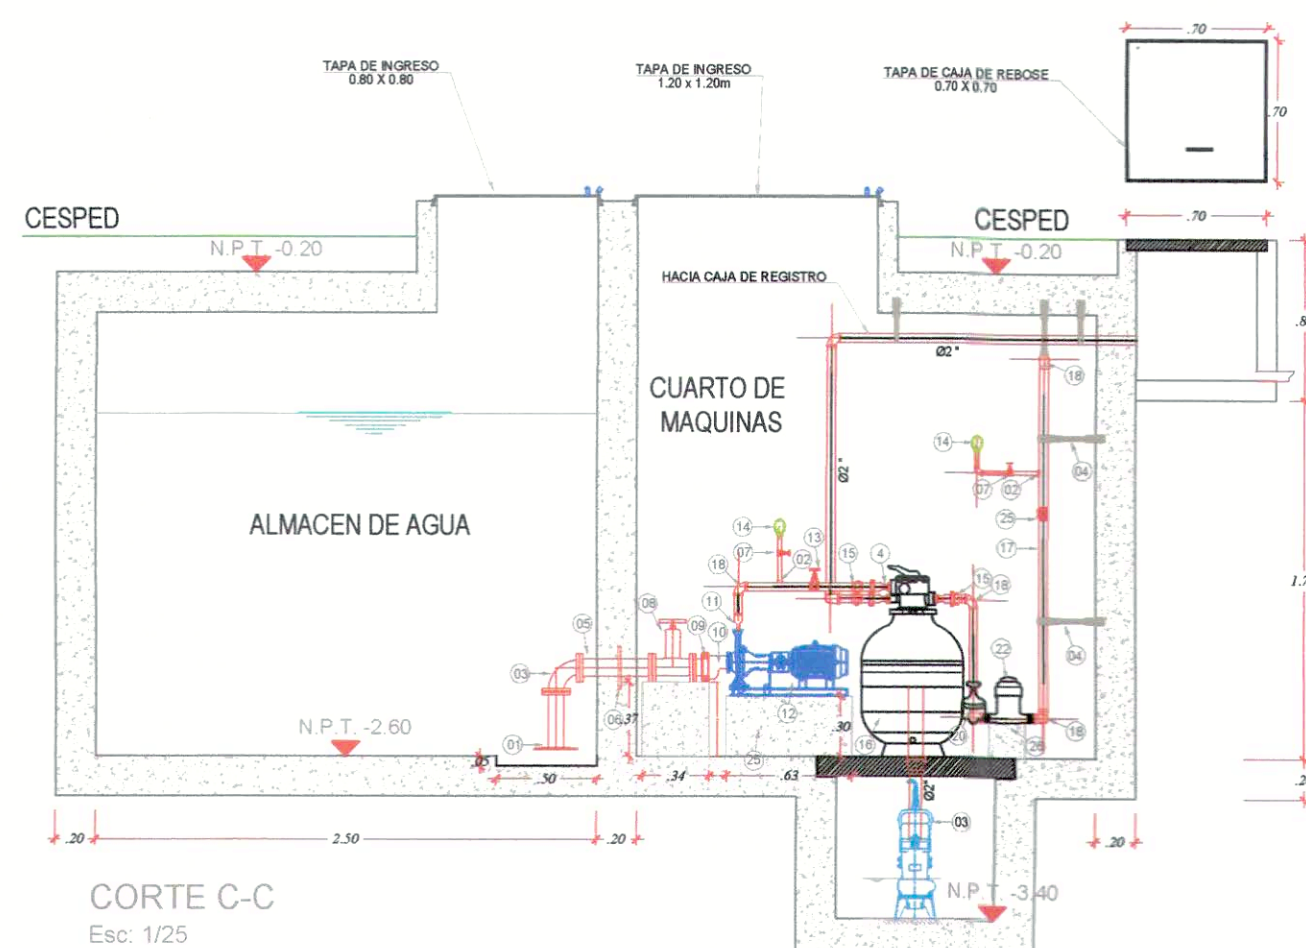 .70
TAPA DE INGRESO
0.80 X 0.80
TAPA DE INGRESO
1.20 x 1.20m
TAPA DE CAJA DE REBOSE
0.70 X 0.70
.70
.70
CESPED
CESPED
N.P.T. -0.20
N.P.T. -0.20
HACIA CAJA DE REGISTRO
Ø2"
18
CUARTO DE
MAQUINAS
14
04
Ø2"
07
02
ALMACEN DE AGUA
14
25
13
07
02
15
4
17
18
15
18
11
08
05
09
10
04
03
22
06
.37
12
N.P.T. -2.60
.30
16
20
26
18
01
25
.05
.50
.34
.63
Ø2"
03
.20
2.50
.20
.20
N.P.T. -3.40
CORTE C-C
Esc: 1/25